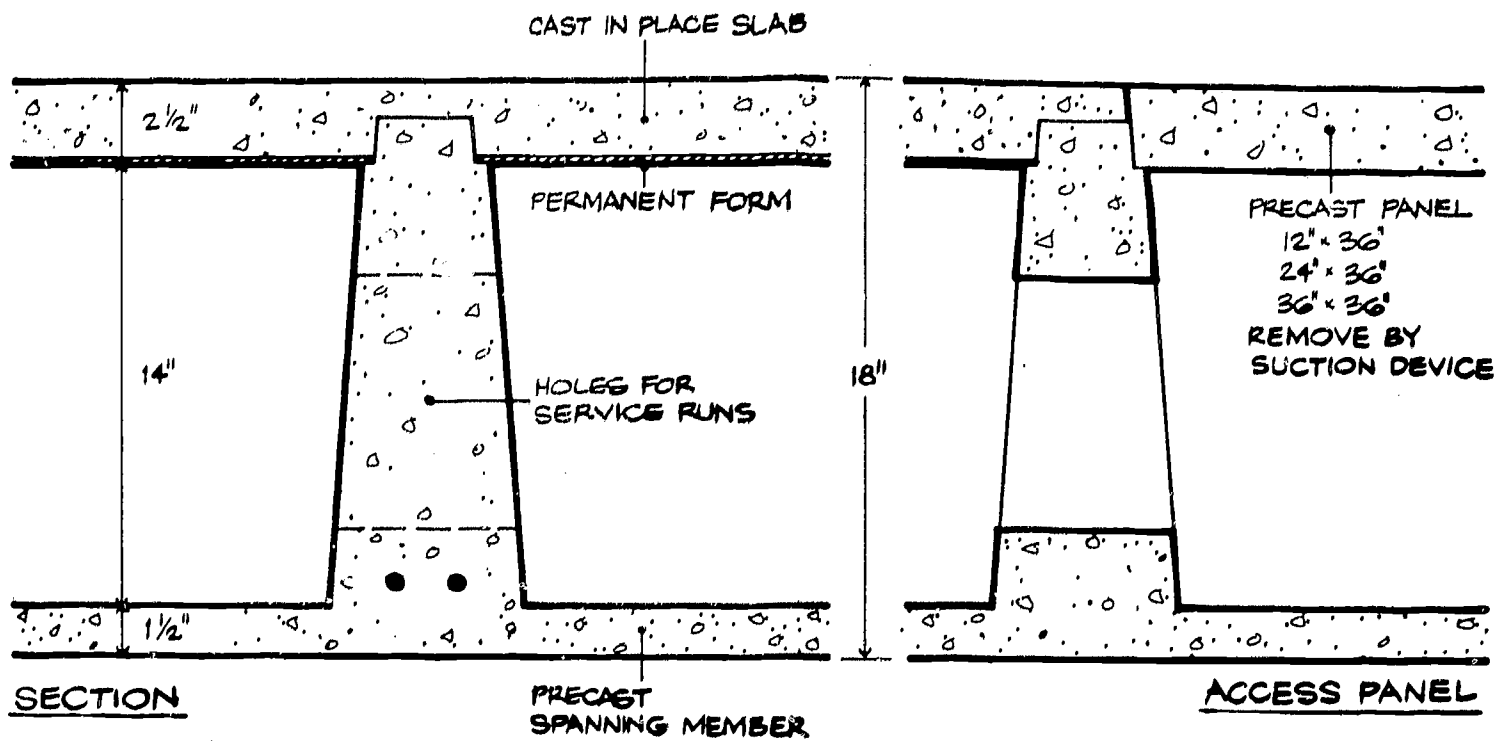 CAST IN PLACE SLAB
2 1/2"
PERMANENT FORM
14"
HOLES FOR
SERVICE RUNS
1 1/2"
SECTION
PRECAST
SPANNING MEMBER
18"
PRECAST PANEL
12" x 36"
24" x 36"
36" x 36"
REMOVE BY
SUCTION DEVICE
ACCESS PANEL